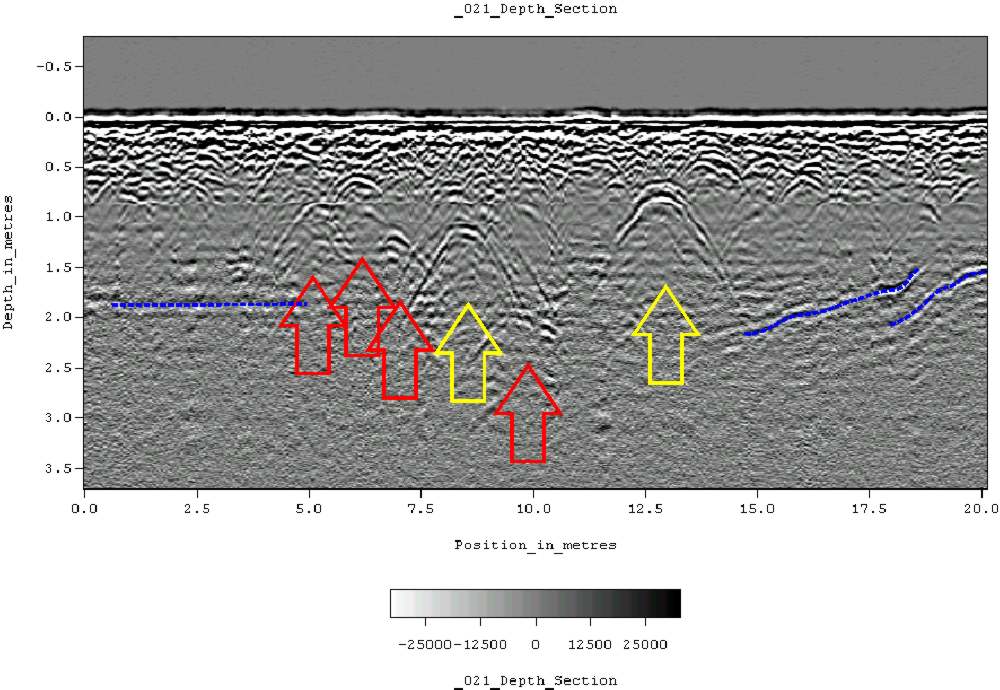 _021_Depth_Section
-0.5
0.0
0.5
1.0
1.5
2.0
2.5
3.0
3.5
Depth_in_metres
0.0 2.5 5.0 7.5 10.0 12.5 15.0 17.5 20.0
Position_in_metres
-25000 -12500 0 12500 25000
_021_Depth_Section